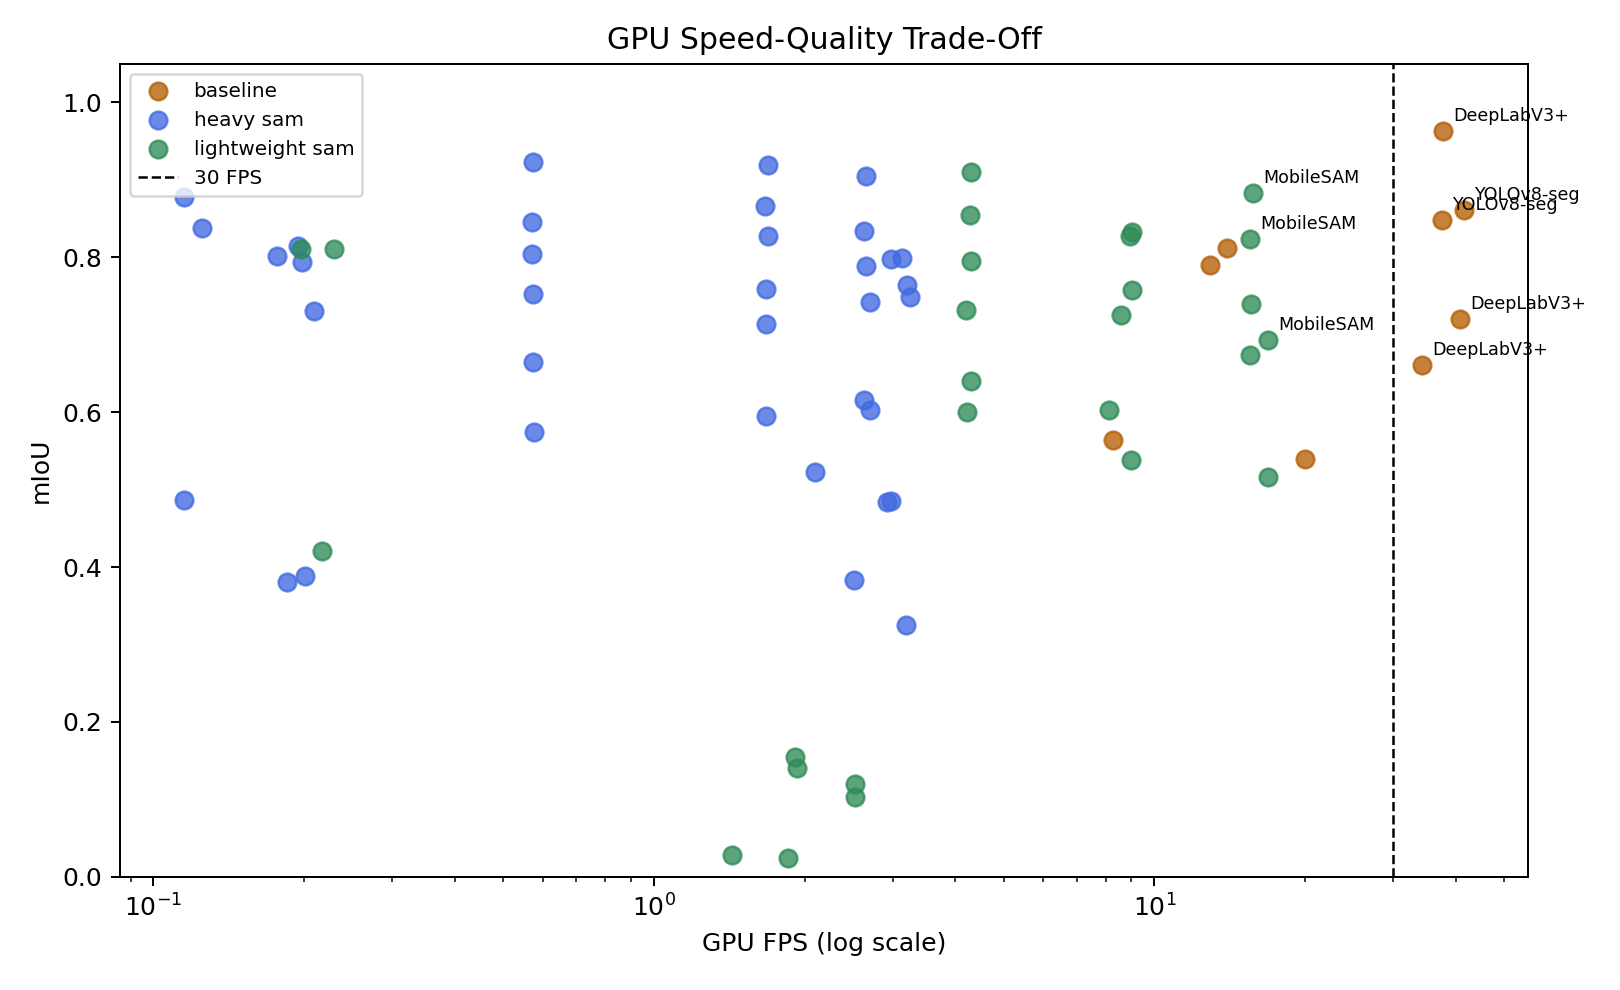 GPU Speed-Quality Trade-Off
baseline
heavy sam
lightweight sam
30 FPS
DeepLabV3+
MobileSAM
YOLOv8-seg
YOLOv8-seg
MobileSAM
DeepLabV3+
MobileSAM
DeepLabV3+
1.0
0.8
0.6
0.4
0.2
0.0
mIoU
10⁻¹
10⁰
10¹
GPU FPS (log scale)